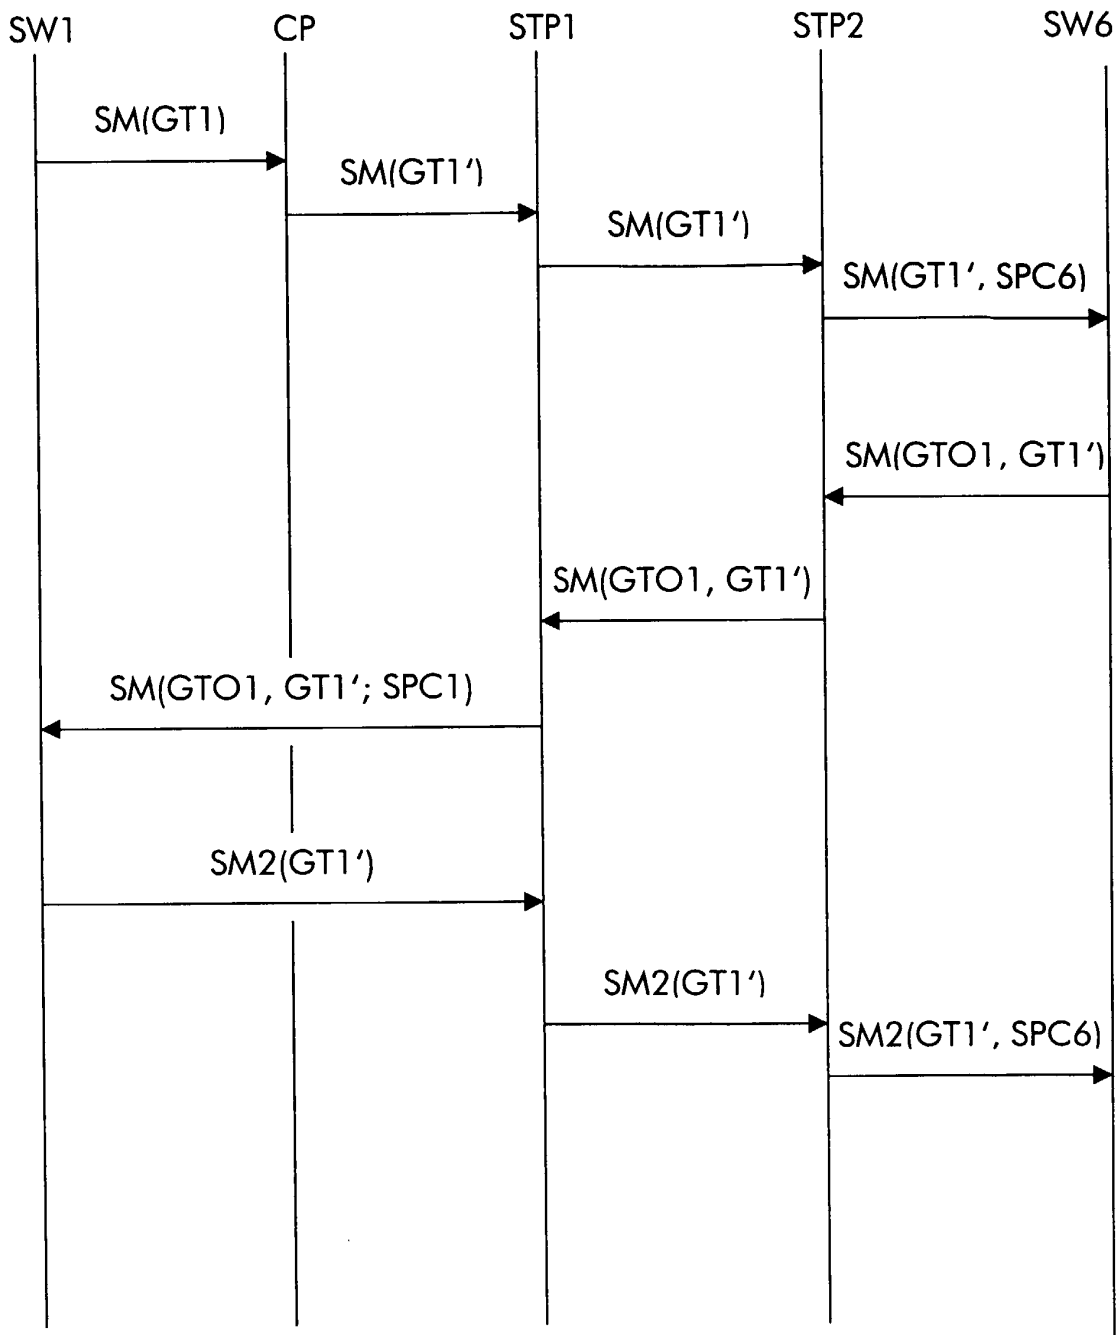 SW1 CP STP1 STP2 SW6
SM(GT1)
SM(GT1′)
SM(GT1′)
SM(GT1′, SPC6)
SM(GTO1, GT1′)
SM(GTO1, GT1′)
SM(GTO1, GT1′; SPC1)
SM2(GT1′)
SM2(GT1′)
SM2(GT1′, SPC6)